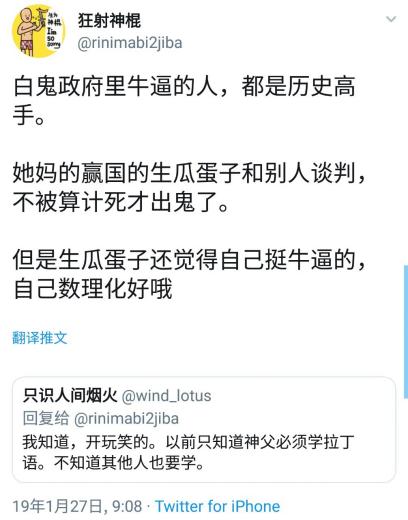 狂射神棍
@rinimabi2jiba
白鬼政府里牛逼的人，都是历史高
手。
她妈的赢国的生瓜蛋子和别人谈判，
不被算计死才出鬼了。
但是生瓜蛋子还觉得自己挺牛逼的，
自己数理化好哦
翻译推文
只识人间烟火 @wind_lotus
回复给 @rinimabi2jiba
我知道，开玩笑的。以前只知道神父必须学拉丁
语。不知道其他人也要学。
19年1月27日, 9:08 · Twitter for iPhone